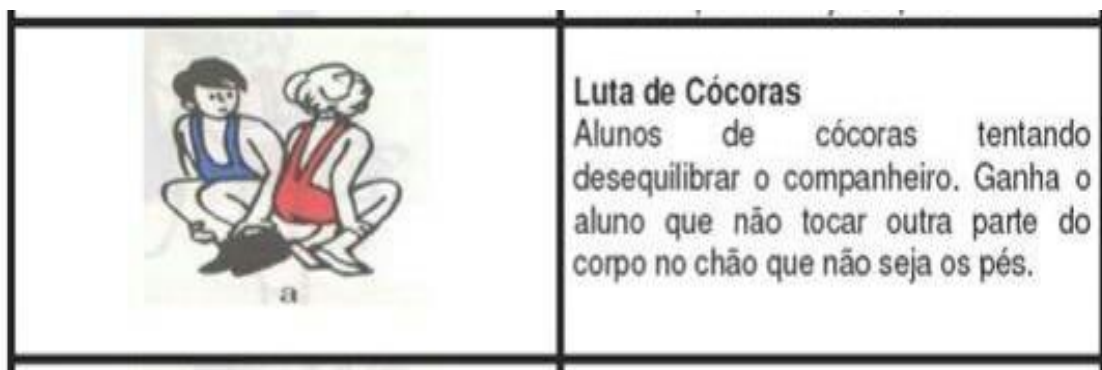 a
Luta de Cócoras
Alunos de cócoras tentando
desequilibrar o companheiro. Ganha o
aluno que não tocar outra parte do
corpo no chão que não seja os pés.